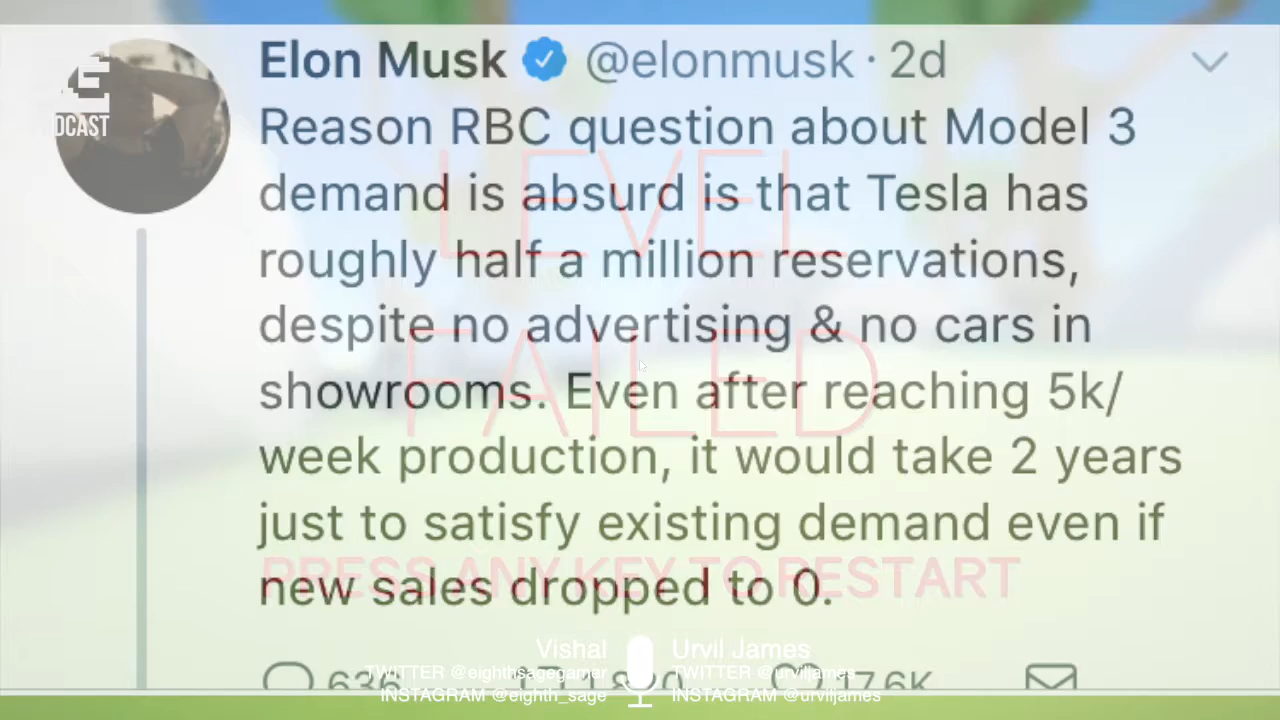 Elon Musk @elonmusk · 2d
Reason RBC question about Model 3
demand is absurd is that Tesla has
roughly half a million reservations,
despite no advertising & no cars in
showrooms. Even after reaching 5k/
week production, it would take 2 years
just to satisfy existing demand even if
new sales dropped to 0.
LEVEL
FAILED
PRESS ANY KEY TO RESTART
Vishal
TWITTER @eighthsagegamer
INSTAGRAM @eighth_sage
Urvil James
TWITTER @urviljames
INSTAGRAM @urviljames